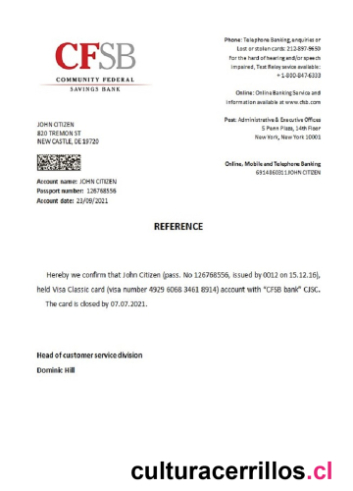 CFSB
COMMUNITY FEDERAL
SAVINGS BANK
Phone: Telephone Banking, enquiries or
Lost or stolen cards: 212-897-9650
For the hard of hearing and/or speech
impaired, Text Relay sevice available:
+ 1-800-847-6333
Online: Online Banking Service and
Information available at www.cfsb.com
Post: Administrative & Executive Offices
5 Penn Plaza, 14th Floor
New York, New York 10001
Online, Mobile and Telephone Banking
JOHN CITIZEN
JOHN CITIZEN
820 TREMON ST
NEW CASTLE, DE 19720
Account name: JOHN CITIZEN
Passport number: 126768556
Account date: 23/09/2021
REFERENCE
Hereby we confirm that John Citizen (pass. No 126768556, issued by 0012 on 15.12.16),
held Visa Classic card (visa number 4929 6068 3461 8914) account with "CFSB bank" CJSC.
The card is closed by 07.07.2021.
Head of customer service division
Dominic Hill
culturacerrillos.cl